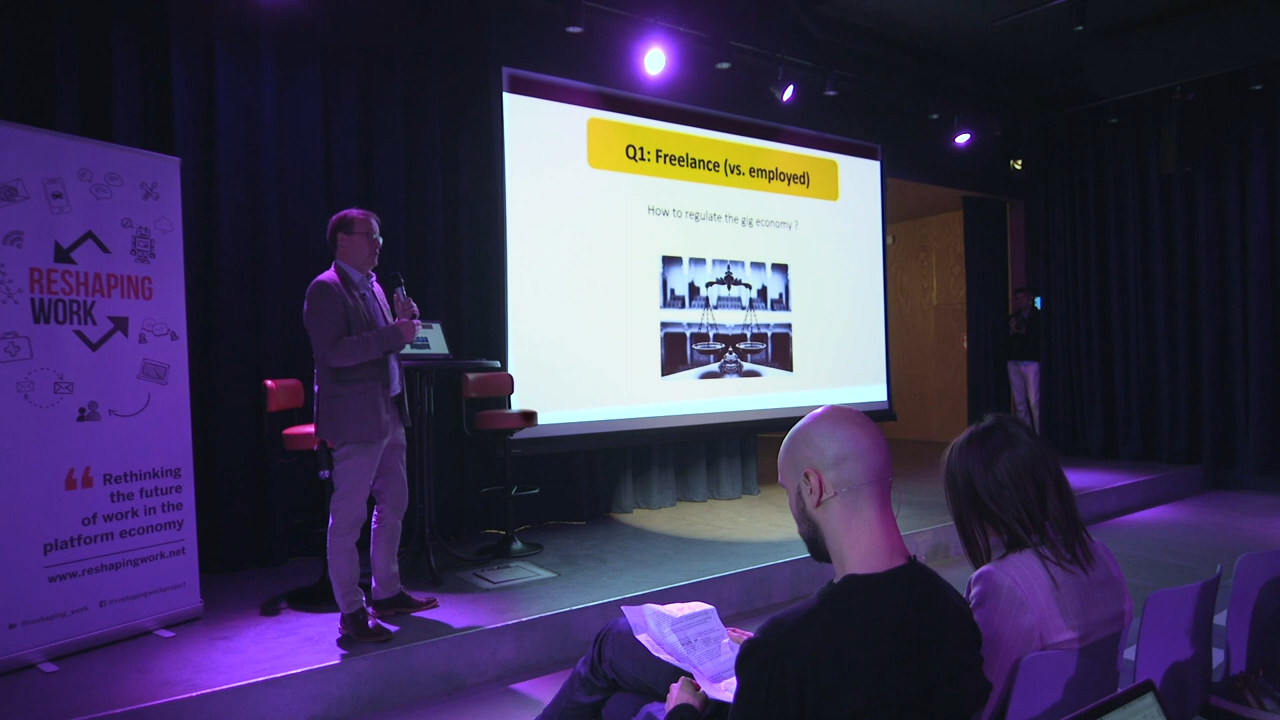 RESHAPING
WORK
Rethinking
the future
of work in the
platform economy
www.reshapingwork.net
@reshaping_work
Q1: Freelance (vs. employed)
How to regulate the gig economy ?